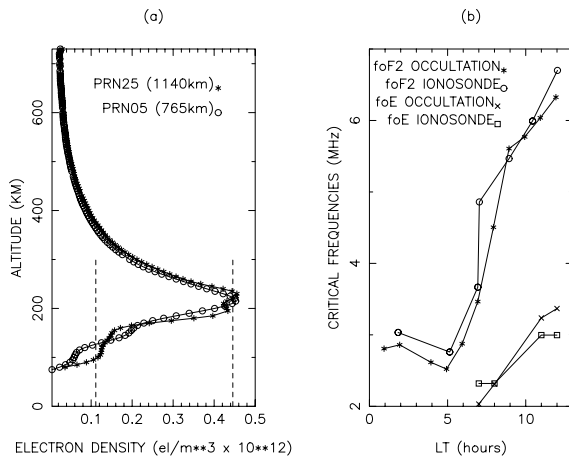 (a)
PRN25 (1140km)
PRN05 (765km)
ALTITUDE (KM)
0
200
400
600
0.1
0.2
0.3
0.4
0.5
ELECTRON DENSITY (el/m**3 x 10**12)
(b)
foF2 OCCULTATION
foF2 IONOSONDE
foE OCCULTATION
foE IONOSONDE
CRITICAL FREQUENCIES (MHz)
2
4
6
0
5
10
LT (hours)